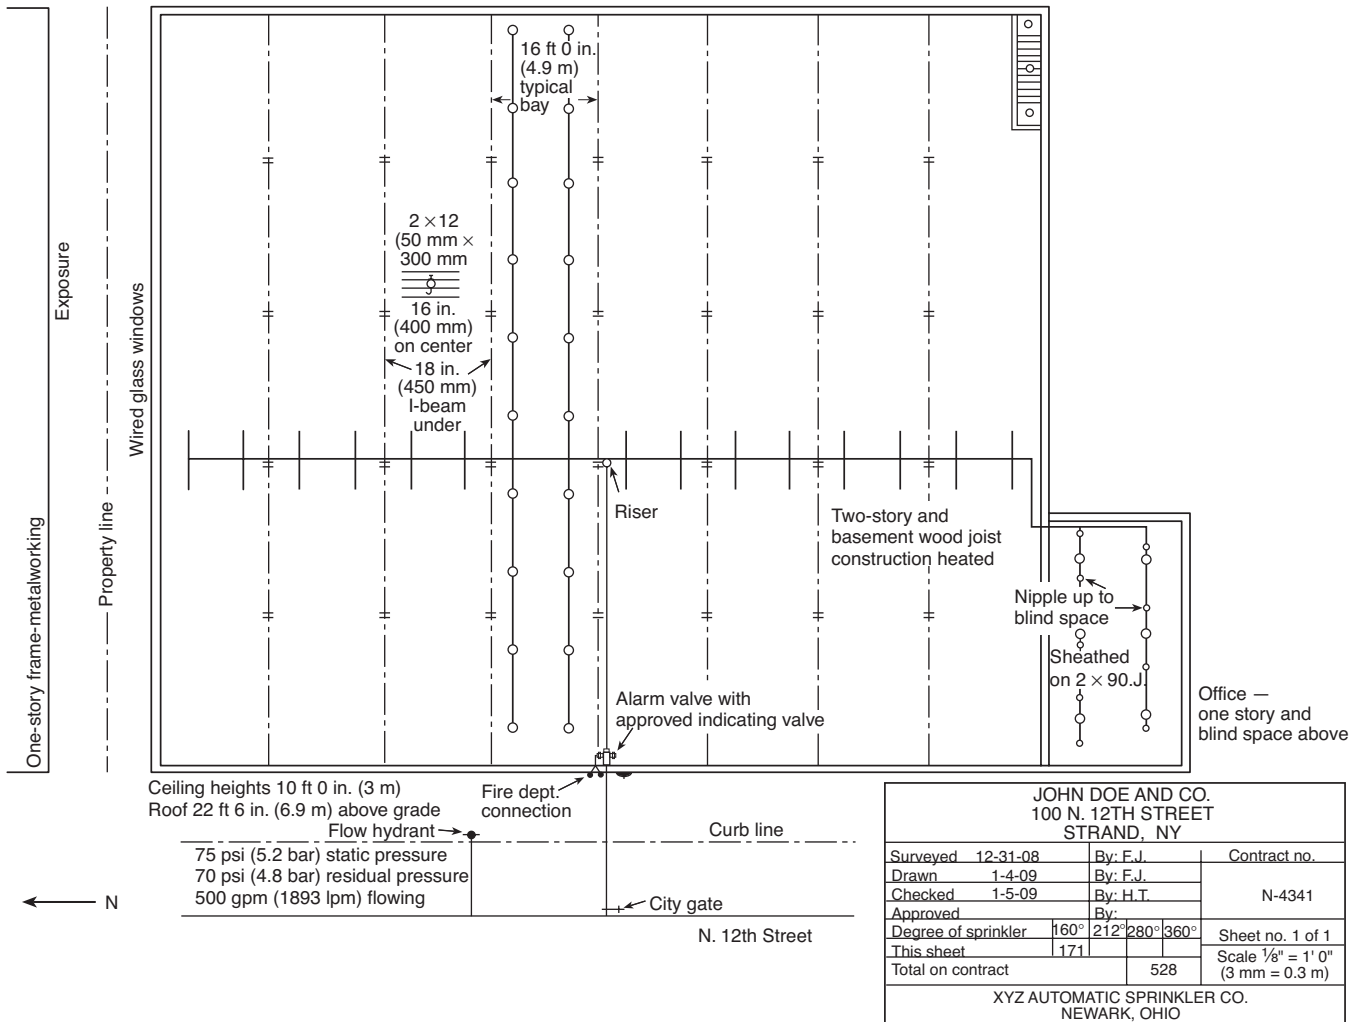 16 ft 0 in.
(4.9 m)
typical
bay
2 × 12
(50 mm ×
300 mm
16 in.
(400 mm)
on center
18 in.
(450 mm)
I-beam
under
Exposure
Wired glass windows
Property line
One-story frame-metalworking
Riser
Two-story and
basement wood joist
construction heated
Nipple up to
blind space
Sheathed
on 2 × 90.J.
Office —
one story and
blind space above
Alarm valve with
approved indicating valve
Fire dept.
connection
Ceiling heights 10 ft 0 in. (3 m)
Roof 22 ft 6 in. (6.9 m) above grade
Flow hydrant
Curb line
75 psi (5.2 bar) static pressure
70 psi (4.8 bar) residual pressure
500 gpm (1893 lpm) flowing
N
City gate
N. 12th Street
JOHN DOE AND CO.
100 N. 12TH STREET
STRAND, NY
Surveyed 12-31-08 By: F.J. Contract no.
Drawn 1-4-09 By: F.J.
Checked 1-5-09 By: H.T. N-4341
Approved By:
Degree of sprinkler 160° 212° 280° 360° Sheet no. 1 of 1
This sheet 171 Scale ⅛" = 1' 0"
Total on contract 528 (3 mm = 0.3 m)
XYZ AUTOMATIC SPRINKLER CO.
NEWARK, OHIO